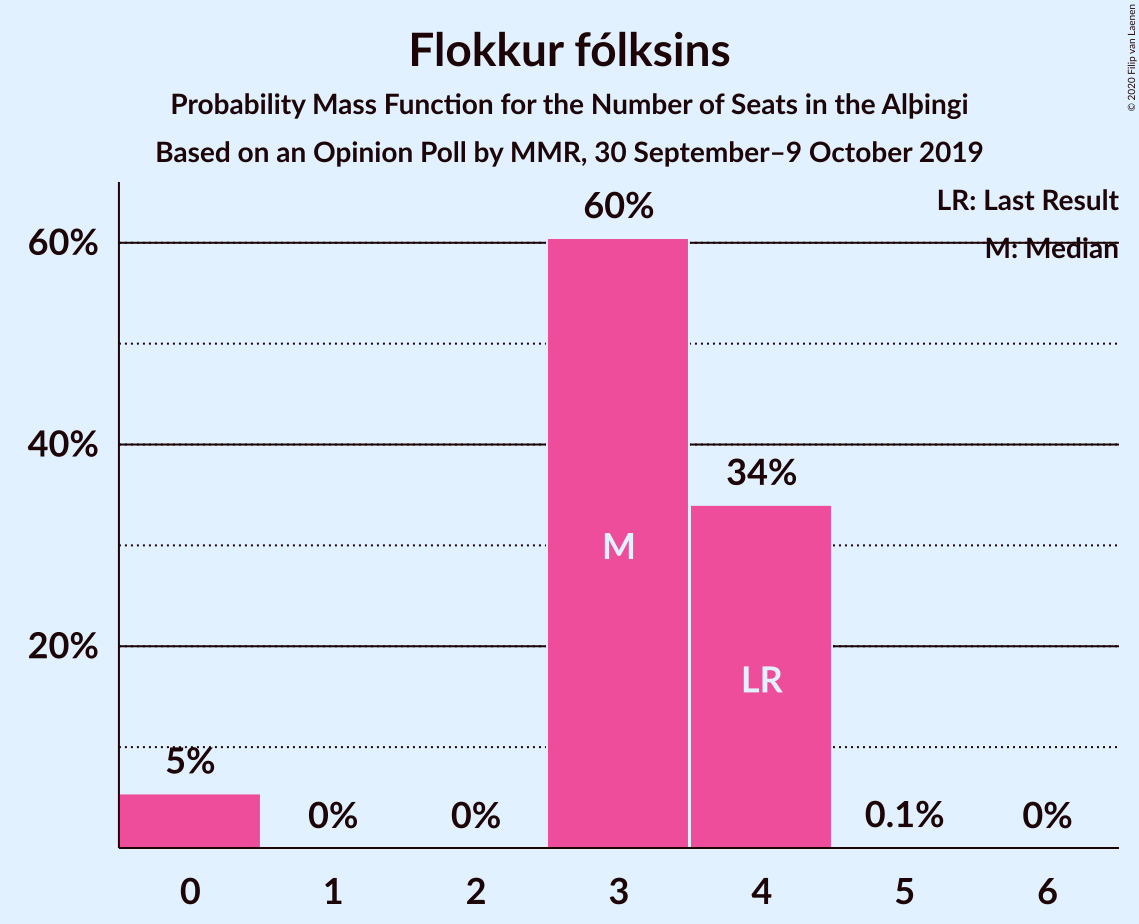 Flokkur fólksins
Probability Mass Function for the Number of Seats in the Alþingi
Based on an Opinion Poll by MMR, 30 September–9 October 2019
© 2020 Filip van Laenen
LR: Last Result
M: Median
60%
40%
20%
5%
0%
0%
60%
34%
0.1%
0%
M
LR
0 1 2 3 4 5 6